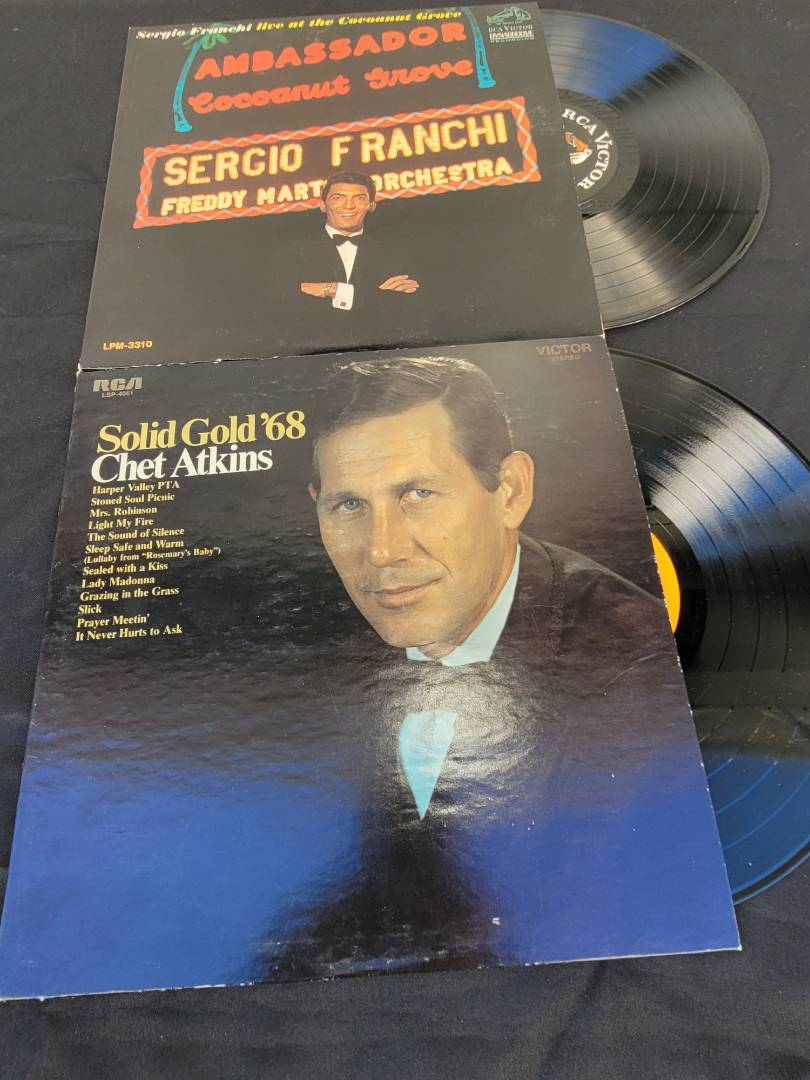 Sergio Franchi live at the Cocoanut Grove
RCA VICTOR
DYNAGROOVE
RECORDING
AMBASSADOR
Cocoanut Grove
SERGIO FRANCHI
FREDDY MART ORCHESTRA
LPM-3310
RCA VICTOR
RCA
LSP-4061
VICTOR
STEREO
Solid Gold '68
Chet Atkins
Harper Valley PTA
Stoned Soul Picnic
Mrs. Robinson
Light My Fire
The Sound of Silence
Sleep Safe and Warm
(Lullaby from "Rosemary's Baby")
Sealed with a Kiss
Lady Madonna
Grazing in the Grass
Slick
Prayer Meetin'
It Never Hurts to Ask